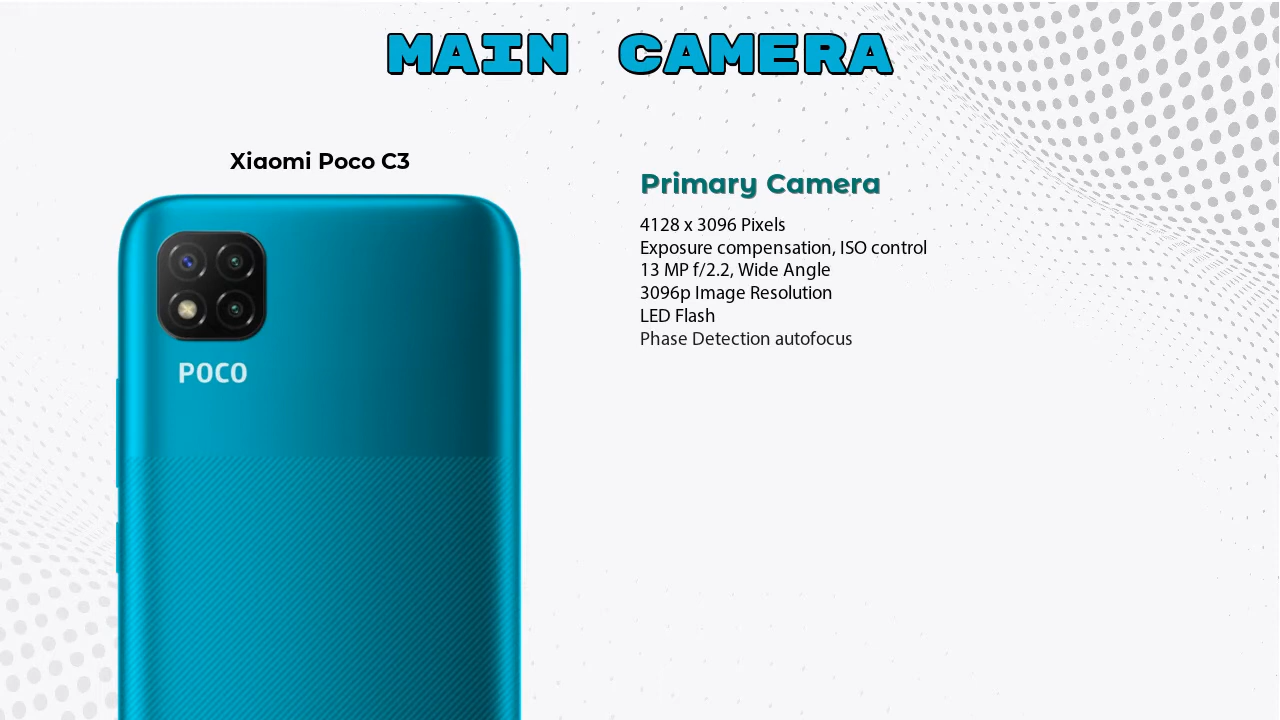 MAIN CAMERA
Xiaomi Poco C3
Primary Camera
4128 x 3096 Pixels
Exposure compensation, ISO control
13 MP f/2.2, Wide Angle
3096p Image Resolution
LED Flash
Phase Detection autofocus
POCO